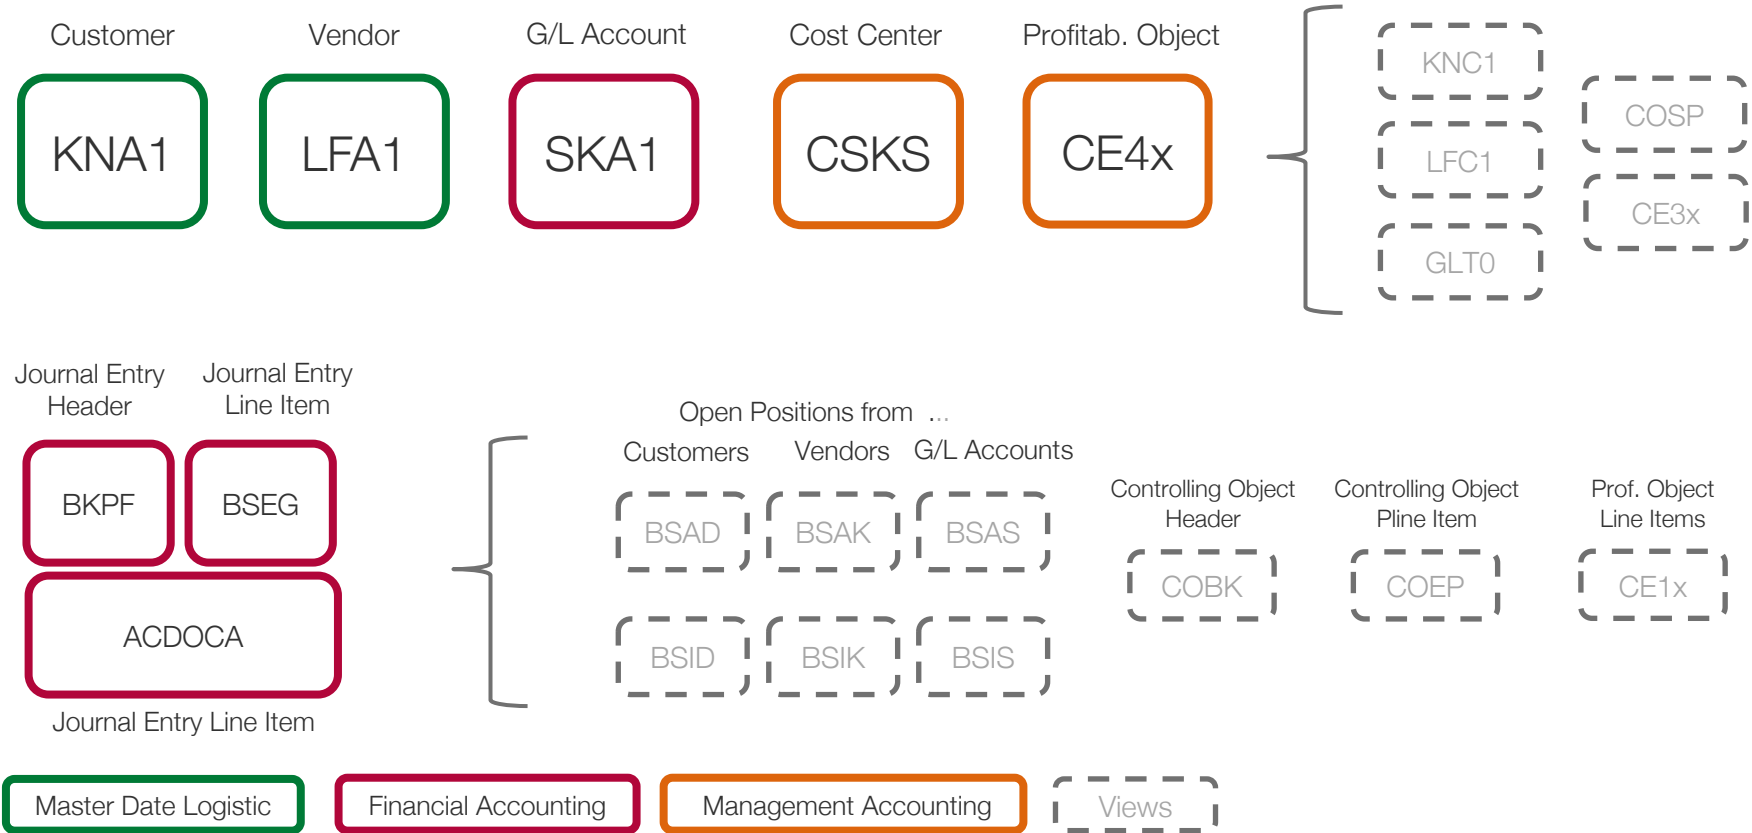 Customer
Vendor
G/L Account
Cost Center
Profitab. Object
KNA1
LFA1
SKA1
CSKS
CE4x
KNC1
LFC1
GLT0
COSP
CE3x
Journal Entry
Header
Journal Entry
Line Item
BKPF
BSEG
ACDOCA
Journal Entry Line Item
Open Positions from ...
Customers
Vendors
G/L Accounts
BSAD
BSAK
BSAS
BSID
BSIK
BSIS
Controlling Object
Header
COBK
Controlling Object
Pline Item
COEP
Prof. Object
Line Items
CE1x
Master Date Logistic
Financial Accounting
Management Accounting
Views